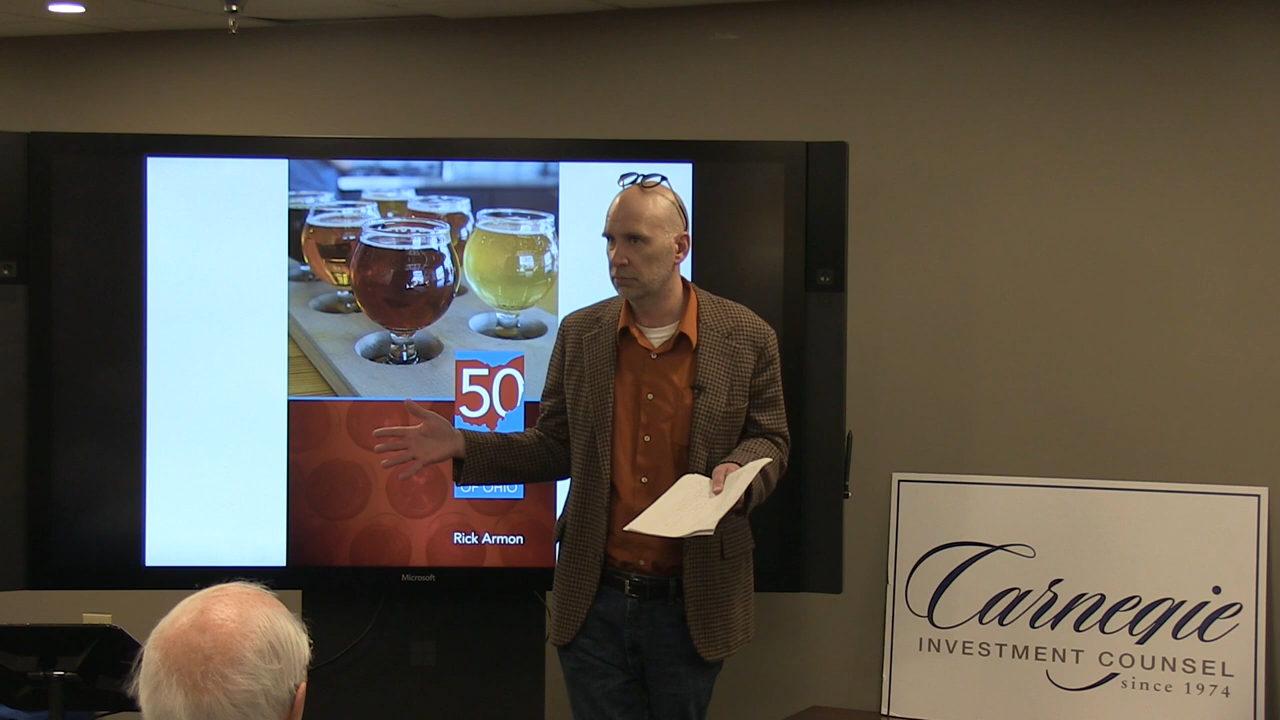 50
OF OHIO
Rick Armon
Microsoft
Carnegie
INVESTMENT COUNSEL
since 1974